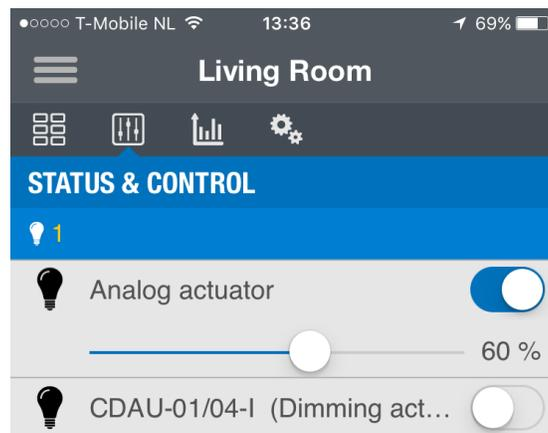 ●○○○○ T-Mobile NL 13:36 69%
Living Room
STATUS & CONTROL
1
Analog actuator
60 %
CDAU-01/04-I (Dimming act...